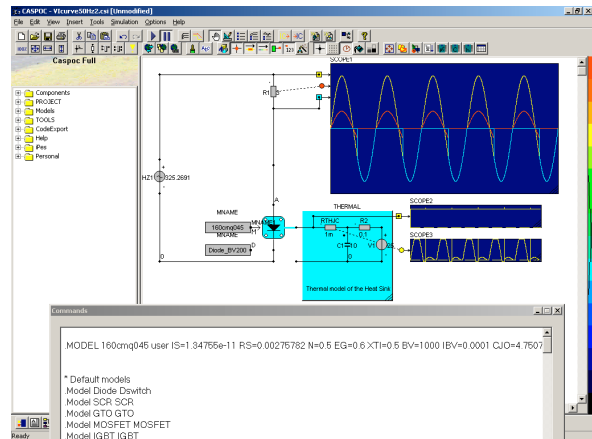 CASPOC - VIcurve50Hz2.csi [Unmodified]
File Edit View Insert Tools Simulation Options Help
Caspoc Full
Components
PROJECT
Models
TOOLS
CodeExport
Help
iPes
Personal
SCOPE1
R1
HZ1
325.2691
0
A
MNAME
160cmq045
MNAME
M
MNAME
Diode_BV200
D
THERMAL
RTHJC
1m
R2
0.1
C1
10
0
V1
Thermal model of the Heat Sink
SCOPE2
SCOPE3
Commands
.MODEL 160cmq045 user IS=1.34755e-11 RS=0.00275782 N=0.5 EG=0.6 XTI=0.5 BV=1000 IBV=0.0001 CJO=4.7507
* Default models
.Model Diode Dswitch
.Model SCR SCR
.Model GTO GTO
.Model MOSFET MOSFET
.Model IGBT IGBT
Ready